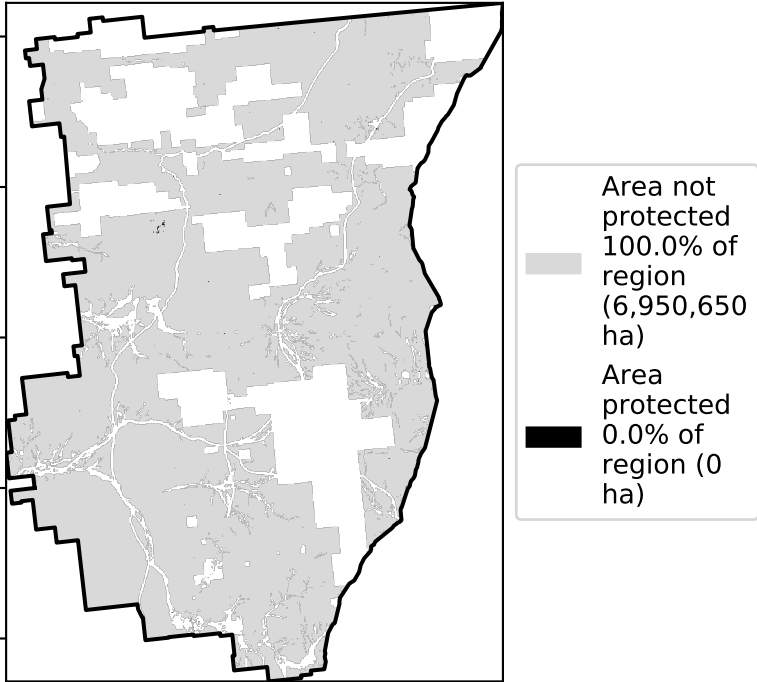 Area not
protected
100.0% of
region
(6,950,650
ha)
Area
protected
0.0% of
region (0
ha)